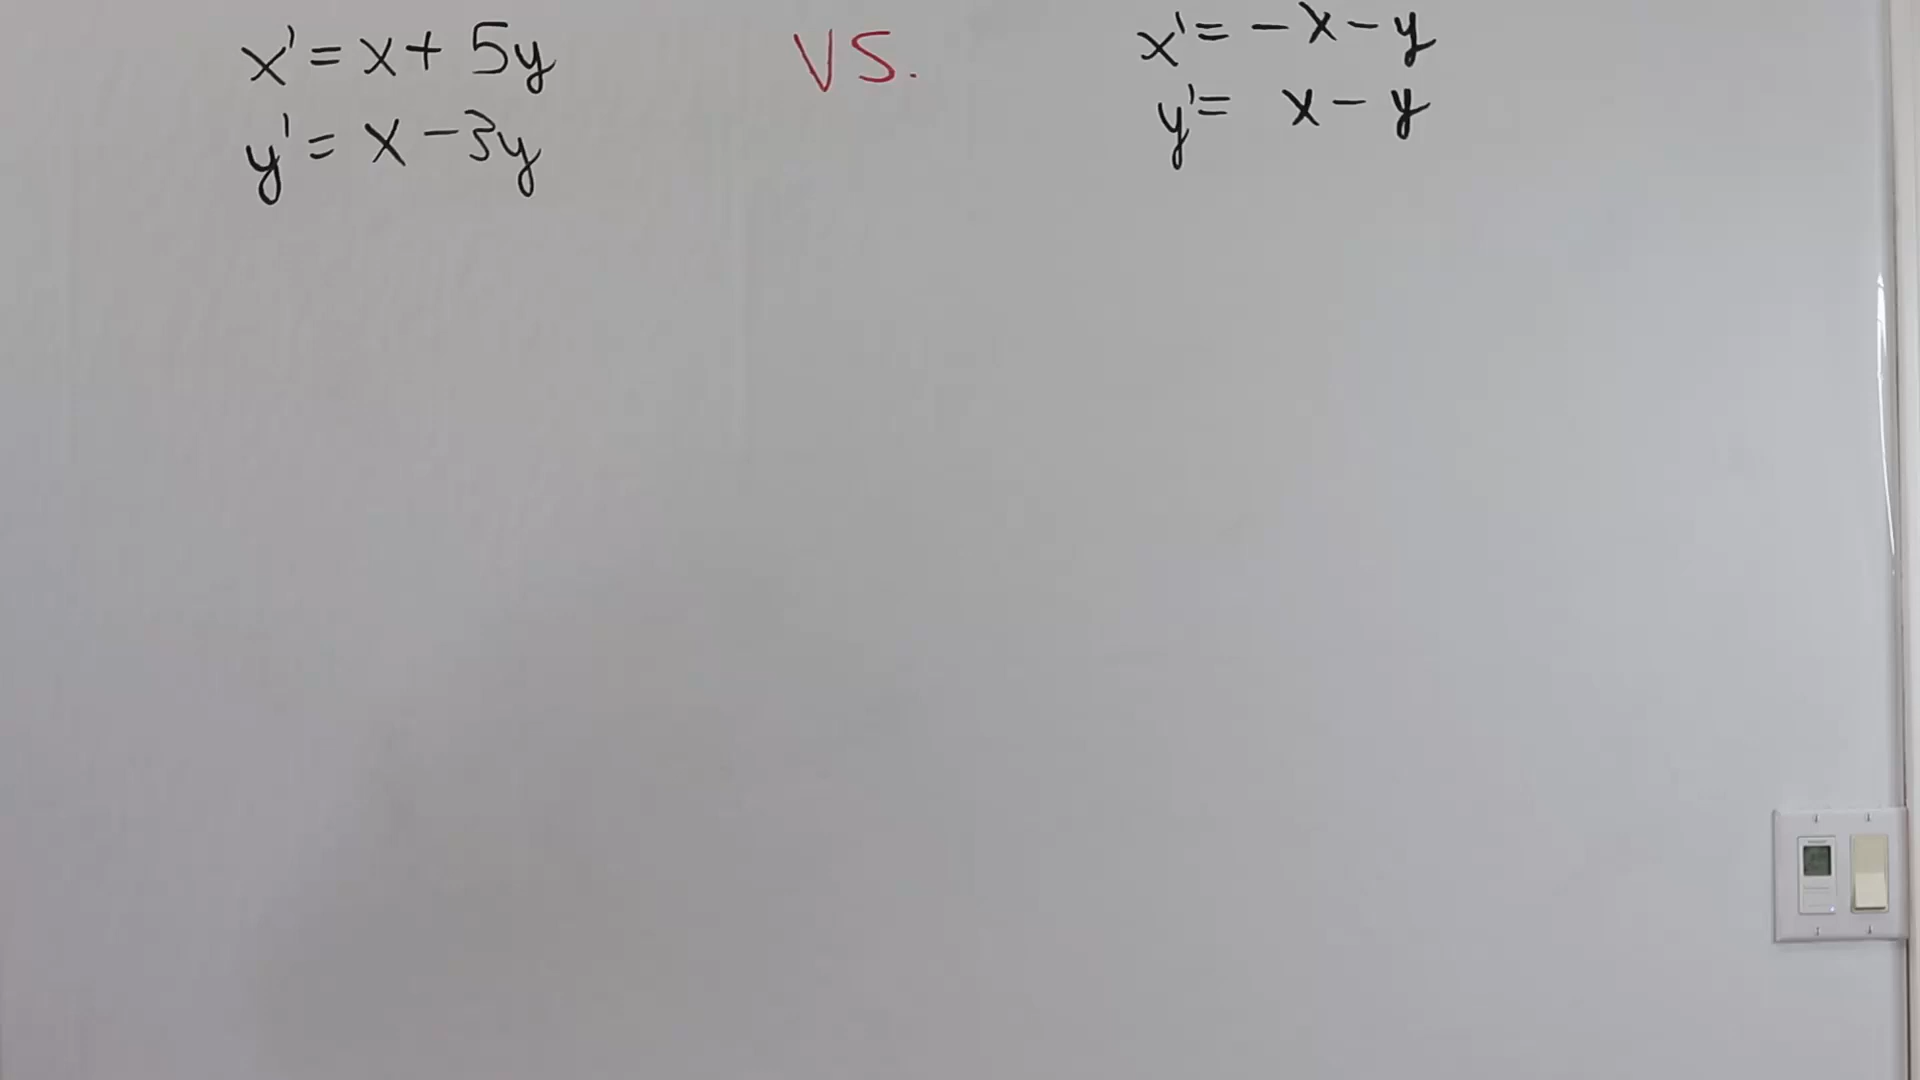 x' = x + 5y
y' = x - 3y
VS.
x' = -x - y
y' = x - y